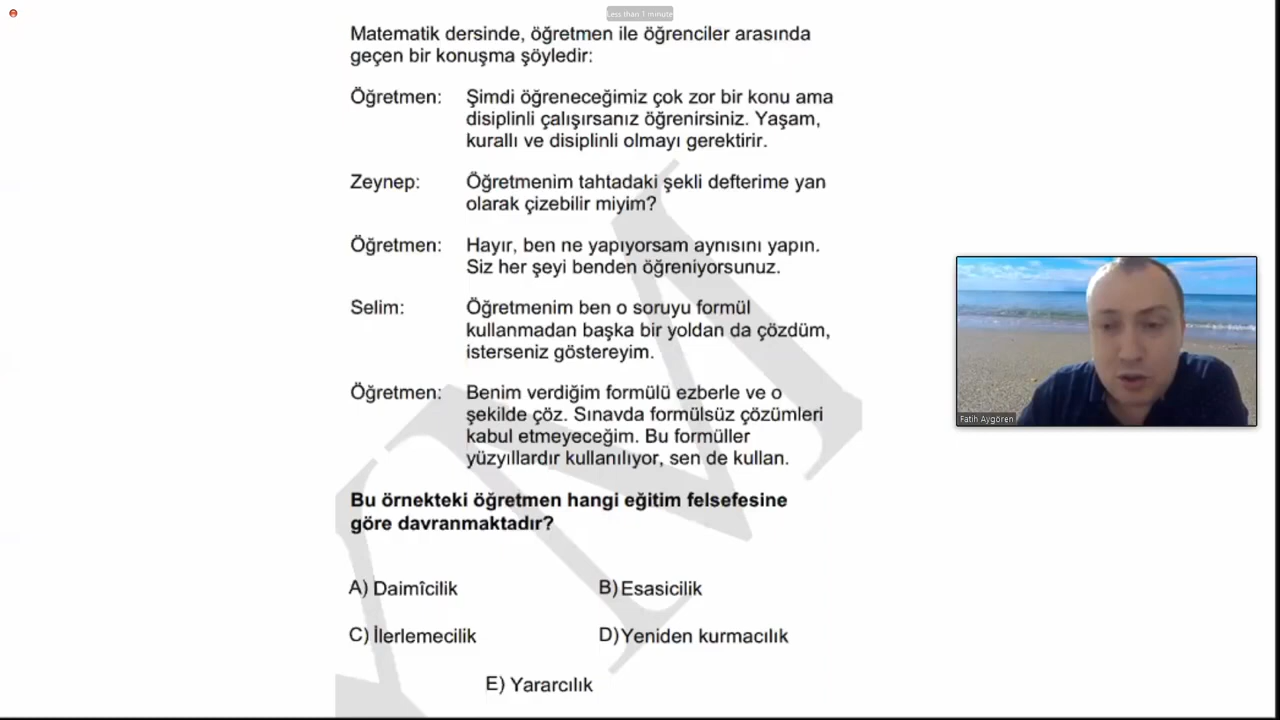 Less than 1 minute
Matematik dersinde, öğretmen ile öğrenciler arasında
geçen bir konuşma şöyledir:
Öğretmen: Şimdi öğreneceğimiz çok zor bir konu ama
disiplinli çalışırsanız öğrenirsiniz. Yaşam,
kurallı ve disiplinli olmayı gerektirir.
Zeynep: Öğretmenim tahtadaki şekli defterime yan
olarak çizebilir miyim?
Öğretmen: Hayır, ben ne yapıyorsam aynısını yapın.
Siz her şeyi benden öğreniyorsunuz.
Selim: Öğretmenim ben o soruyu formül
kullanmadan başka bir yoldan da çözdüm,
isterseniz göstereyim.
Öğretmen: Benim verdiğim formülü ezberle ve o
şekilde çöz. Sınavda formülsüz çözümleri
kabul etmeyeceğim. Bu formüller
yüzyıllardır kullanılıyor, sen de kullan.
Bu örnekteki öğretmen hangi eğitim felsefesine
göre davranmaktadır?
A) Daimîcilik B) Esasicilik
C) İlerlemecilik D) Yeniden kurmacılık
E) Yararcılık
Fatih Aygören